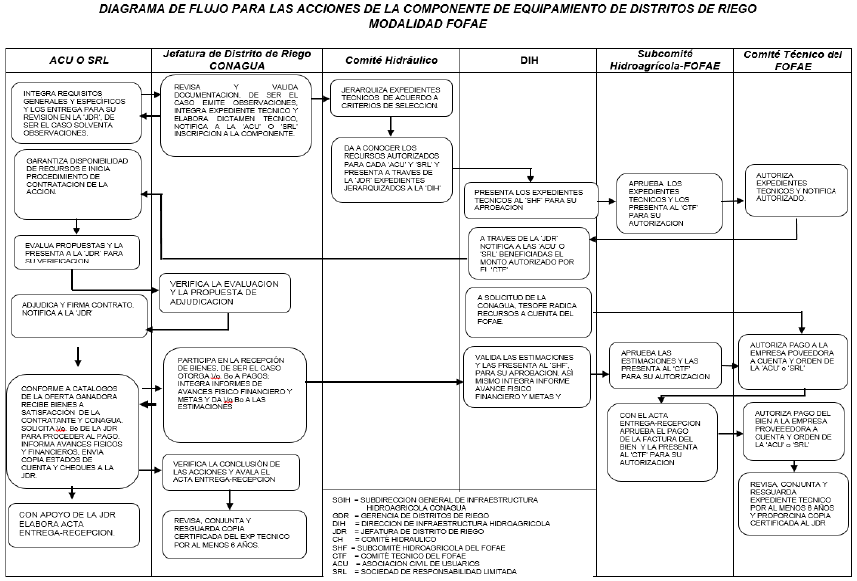 DIAGRAMA DE FLUJO PARA LAS ACCIONES DE LA COMPONENTE DE EQUIPAMIENTO DE DISTRITOS DE RIEGO
MODALIDAD FOFAE
ACU O SRL
Jefatura de Distrito de Riego
CONAGUA
Comité Hidráulico
DIH
Subcomité
Hidroagrícola-FOFAE
Comité Técnico del
FOFAE
INTEGRA REQUISITOS
GENERALES Y ESPECIFICOS
Y LOS ENTREGA PARA SU
REVISION EN LA 'JDR', DE
SER EL CASO SOLVENTA
OBSERVACIONES.
REVISA Y VALIDA
DOCUMENTACION, DE SER EL
CASO EMITE OBSERVACIONES,
INTEGRA EXPEDIENTE TECNICO Y
ELABORA DICTAMEN TECNICO,
NOTIFICA A LA 'ACU' O 'SRL'
INSCRIPCION A LA COMPONENTE.
JERARQUIZA EXPEDIENTES
TECNICOS DE ACUERDO A
CRITERIOS DE SELECCION.
DA A CONOCER LOS
RECURSOS AUTORIZADOS
PARA CADA 'ACU' Y 'SRL' Y
PRESENTA A TRAVES DE
LA 'JDR' EXPEDIENTES
JERARQUIZADOS A LA 'DIH'
PRESENTA LOS EXPEDIENTES
TECNICOS AL 'SHF' PARA SU
APROBACION
APRUEBA LOS
EXPEDIENTES
TECNICOS Y LOS
PRESENTA AL 'CTF'
PARA SU
AUTORIZACION
AUTORIZA
EXPEDIENTES
TECNICOS Y NOTIFICA
AUTORIZADO.
GARANTIZA DISPONIBILIDAD
DE RECURSOS E INICIA
PROCEDIMIENTO DE
CONTRATACION DE LA
ACCION.
A TRAVES DE LA 'JDR'
NOTIFICA A LAS 'ACU' O
'SRL' BENEFICIADAS EL
MONTO AUTORIZADO POR
EL 'CTF'
EVALUA PROPUESTAS Y LA
PRESENTA A LA 'JDR' PARA
SU VERIFICACION
VERIFICA LA EVALUACION
Y LA PROPUESTA DE
ADJUDICACION
ADJUDICA Y FIRMA CONTRATO.
NOTIFICA A LA 'JDR'
A SOLICITUD DE LA
CONAGUA, TESOFE RADICA
RECURSOS A CUENTA DEL
FOFAE.
CONFORME A CATALOGOS
DE LA OFERTA GANADORA
RECIBE BIENES A
SATISFACCION DE LA
CONTRATANTE Y CONAGUA.
SOLICITA Vo. Bo DE LA JDR
PARA PROCEDER AL PAGO.
INFORMA AVANCES FISICOS
Y FINANCIEROS. ENVIA
COPIA ESTADOS DE
CUENTA Y CHEQUES A LA
JDR.
PARTICIPA EN LA RECEPCIÓN
DE BIENES, DE SER EL CASO
OTORGA Vo. Bo A PAGOS.
INTEGRA INFORMES DE
AVANCES FISICO FINANCIERO Y
METAS Y DA Vo Bo A LAS
ESTIMACIONES
VALIDA LAS ESTIMACIONES
Y LAS PRESENTA AL 'SHF',
PARA SU APROBACION. ASÍ
MISMO INTEGRA INFORME
AVANCE FISICO
FINANCIERO Y METAS Y
APRUEBA LAS
ESTIMACIONES Y LAS
PRESENTA AL 'CTF'
PARA SU AUTORIZACION
AUTORIZA PAGO A LA
EMPRESA POVEEDORA A
CUENTA Y ORDEN DE LA
'ACU' o 'SRL'
CON EL ACTA
ENTREGA-RECEPCION
APRUEBA EL PAGO
DE LA FACTURA DEL
BIEN Y LA PRESENTA
AL 'CTF' PARA SU
AUTORIZACION
AUTORIZA PAGO DEL
BIEN A LA EMPRESA
PROVEEDORA A
CUENTA Y ORDEN DE
LA 'ACU' o 'SRL'
VERIFICA LA CONCLUSIÓN DE
LAS ACCIONES Y AVALA EL
ACTA ENTREGA-RECEPCION
CON APOYO DE LA JDR
ELABORA ACTA
ENTREGA-RECEPCION.
REVISA, CONJUNTA Y
RESGUARDA COPIA
CERTIFICADA DEL EXP TECNICO
POR AL MENOS 6 AÑOS.
REVISA, CONJUNTA Y
RESGUARDA
EXPEDIENTE TECNICO
POR AL MENOS 6 AÑOS Y
PROPORCINA COPIA
CERTIFICADA AL JDR
SGIH = SUBDIRECCION GENERAL DE INFRAESTRUCTURA
HIDROAGRICOLA CONAGUA
GDR = GERENCIA DE DISTRITOS DE RIEGO
DIH = DIRECCION DE INFRAESTRUCTURA HIDROAGRICOLA
JDR = JEFATURA DE DISTRITO DE RIEGO
CH = COMITÉ HIDRAULICO
SHF = SUBCOMITÉ HIDROAGRICOLA DEL FOFAE
CTF = COMITÉ TECNICO DEL FOFAE
ACU = ASOCIACION CIVIL DE USUARIOS
SRL = SOCIEDAD DE RESPONSABILIDAD LIMITADA